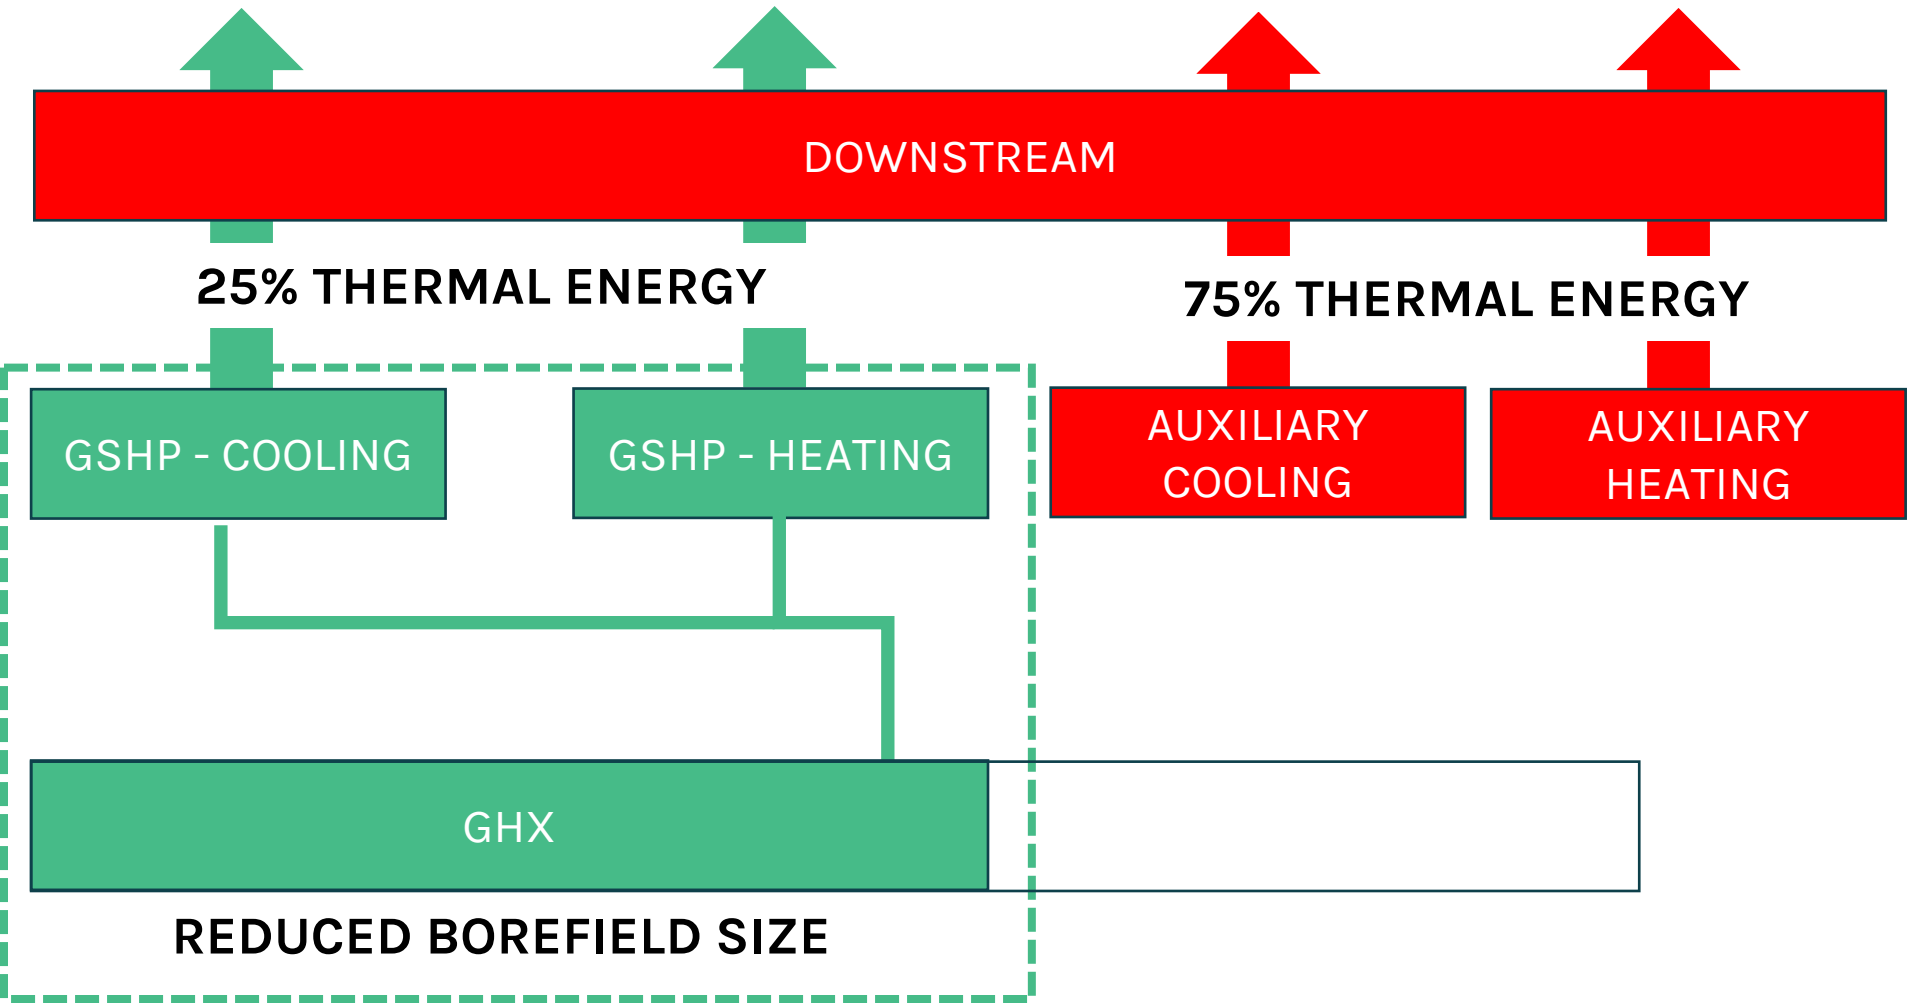 DOWNSTREAM
25% THERMAL ENERGY
75% THERMAL ENERGY
GSHP - COOLING
GSHP - HEATING
AUXILIARY
COOLING
AUXILIARY
HEATING
GHX
REDUCED BOREFIELD SIZE